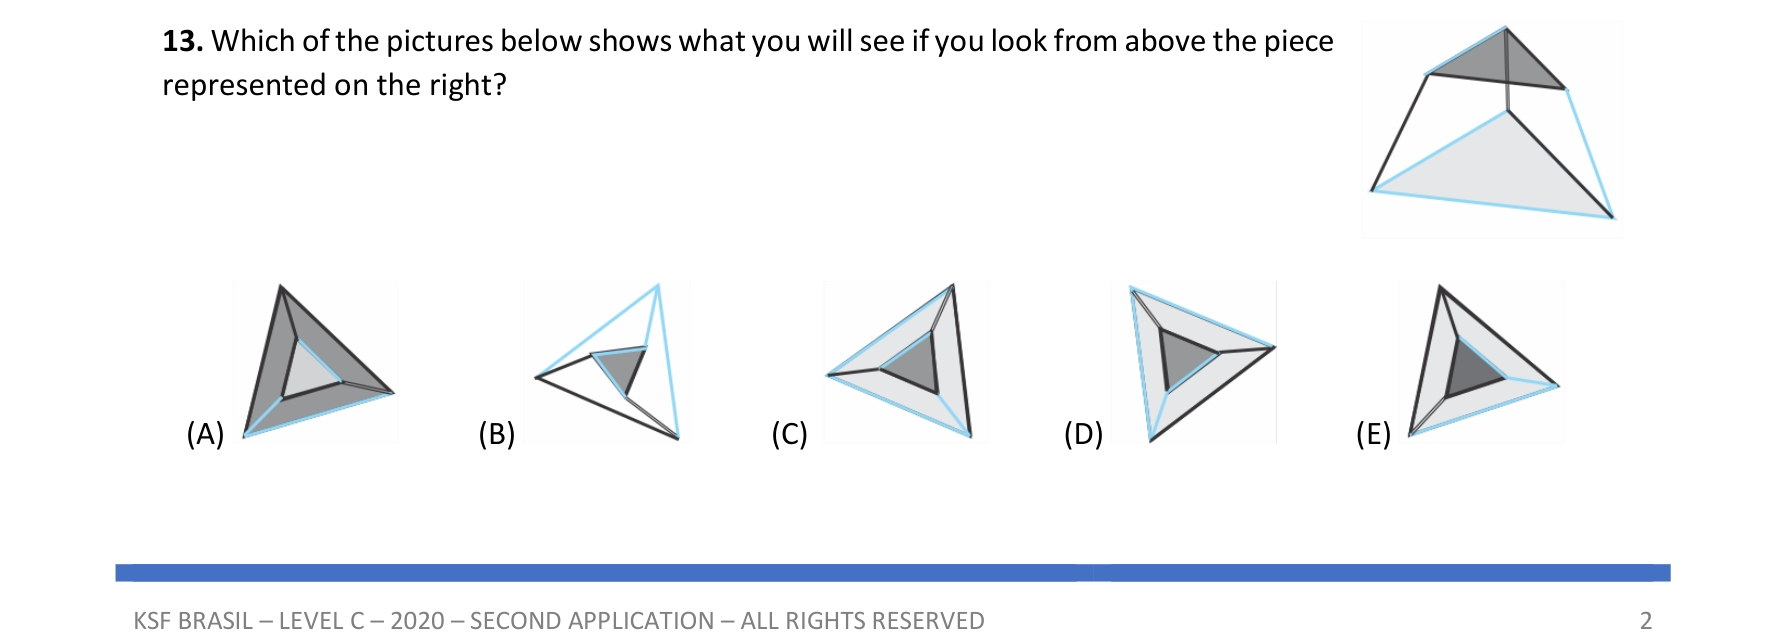 13. Which of the pictures below shows what you will see if you look from above the piece
represented on the right?
(A)
(B)
(C)
(D)
(E)
KSF BRASIL – LEVEL C – 2020 – SECOND APPLICATION – ALL RIGHTS RESERVED
2